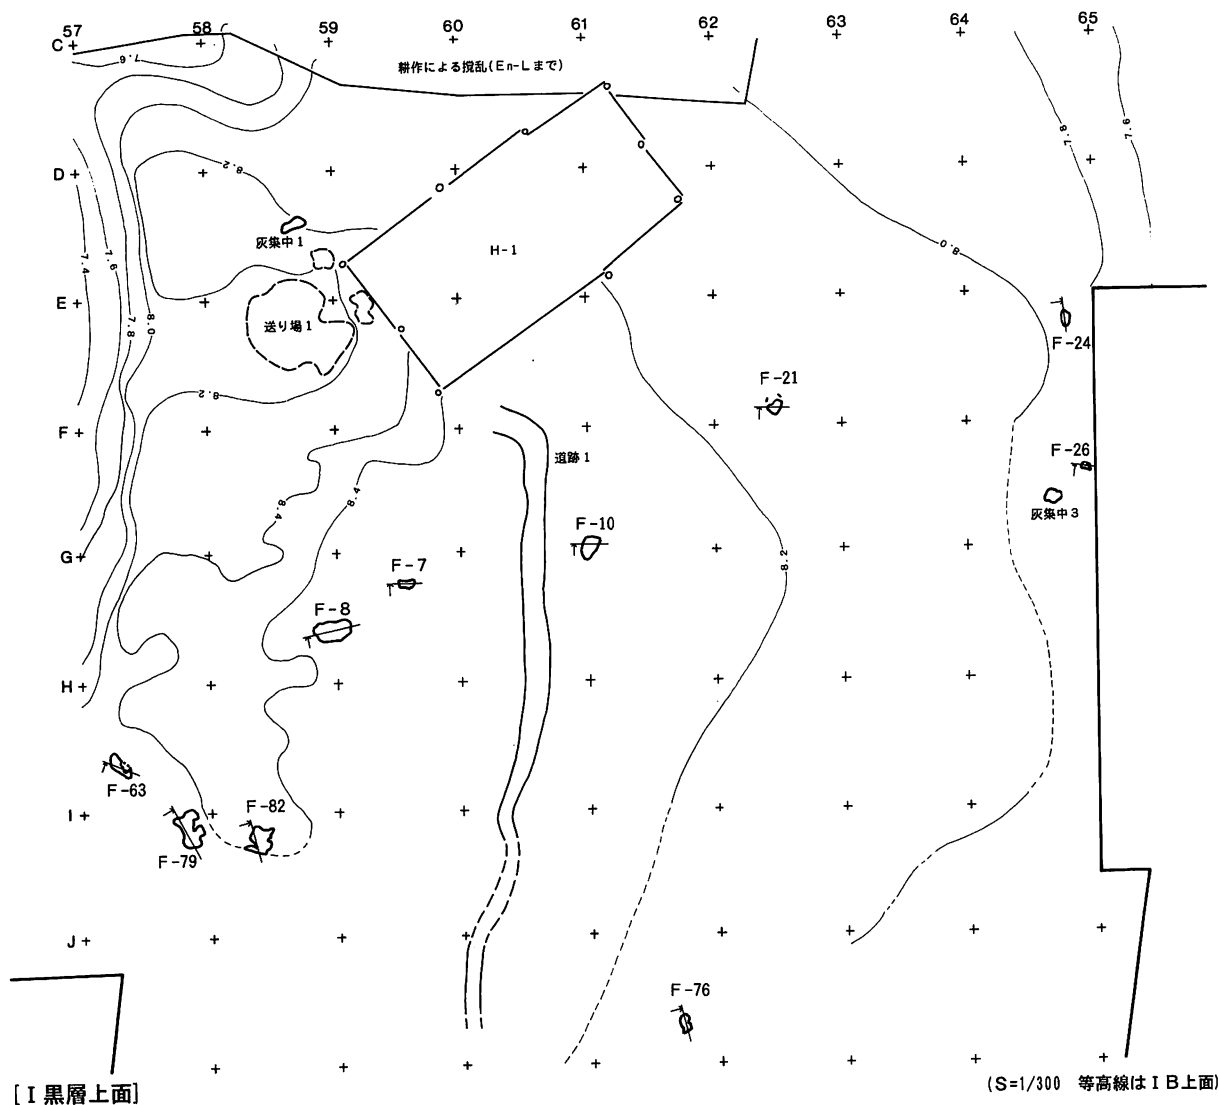 57 58 59 60 61 62 63 64 65
C
耕作による撹乱(En-Lまで)
7.6
7.8
7.6
D
8.2
灰集中1
H-1
8.0
7.4
7.6
7.8
8.0
E
送り場1
F-24
8.2
F-21
F
道跡1
F-26
8.4
8.4
灰集中3
F-10
G
F-7
8.2
F-8
H
F-63
I
F-82
F-79
J
F-76
[I黒層上面]
(S=1/300 等高線はIB上面)